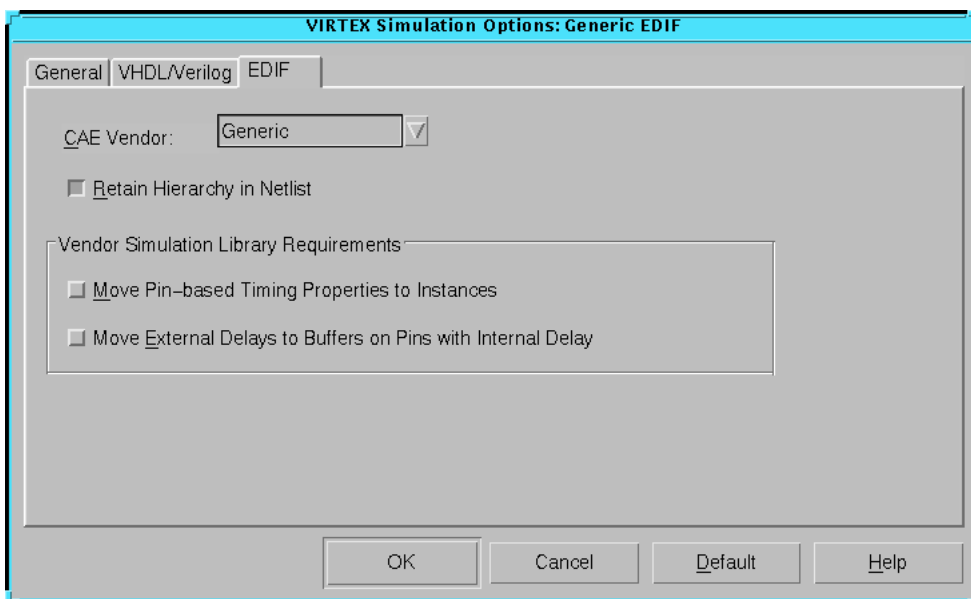 VIRTEX Simulation Options: Generic EDIF
General VHDL/Verilog EDIF
CAE Vendor: Generic
Retain Hierarchy in Netlist
Vendor Simulation Library Requirements
Move Pin-based Timing Properties to Instances
Move External Delays to Buffers on Pins with Internal Delay
OK Cancel Default Help